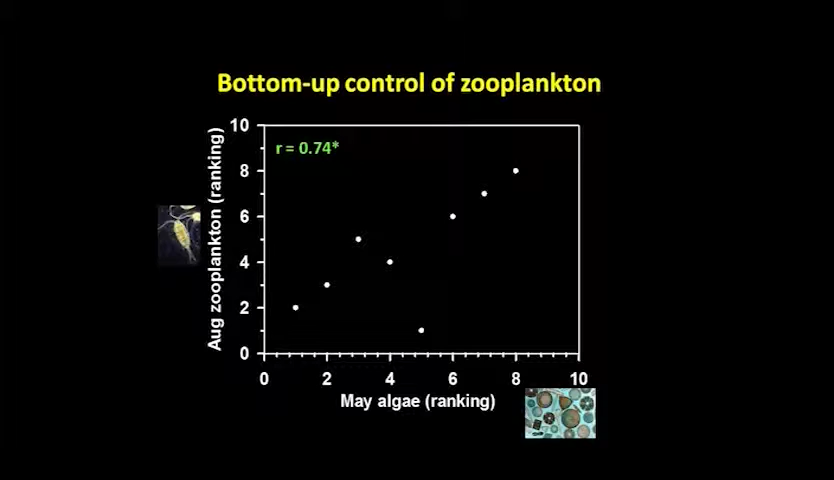 Bottom-up control of zooplankton
r = 0.74*
Aug zooplankton (ranking)
10
8
6
4
2
0
0 2 4 6 8 10
May algae (ranking)